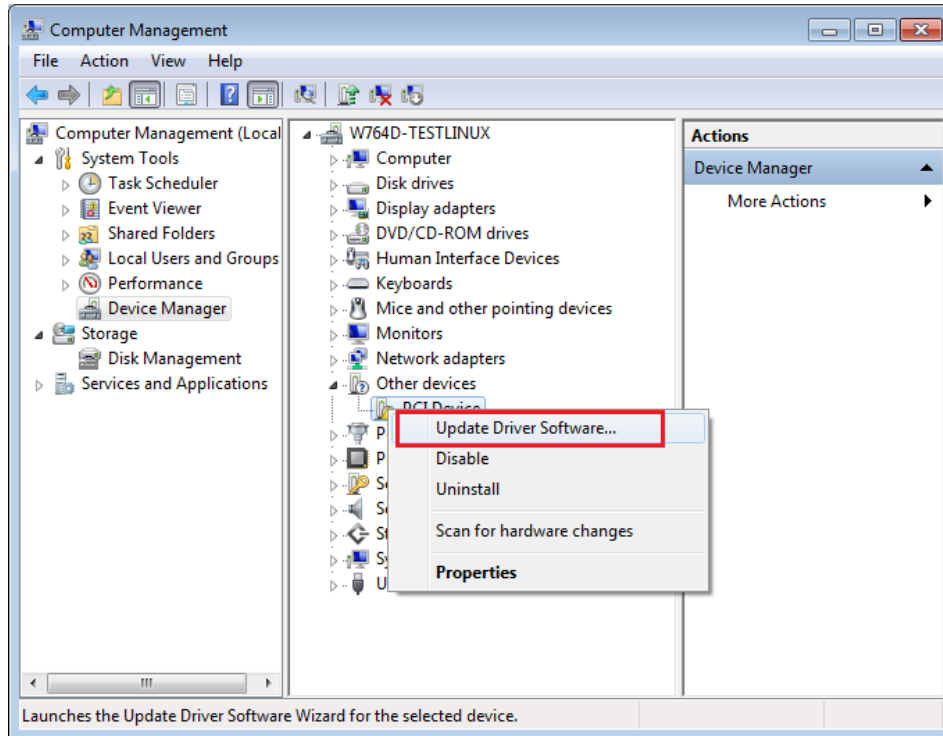 Computer Management
File Action View Help
Computer Management (Local
System Tools
Task Scheduler
Event Viewer
Shared Folders
Local Users and Groups
Performance
Device Manager
Storage
Disk Management
Services and Applications
W764D-TESTLINUX
Computer
Disk drives
Display adapters
DVD/CD-ROM drives
Human Interface Devices
Keyboards
Mice and other pointing devices
Monitors
Network adapters
Other devices
PCI Device
P
P
Se
S
St
Sy
U
Update Driver Software...
Disable
Uninstall
Scan for hardware changes
Properties
Actions
Device Manager
More Actions
Launches the Update Driver Software Wizard for the selected device.